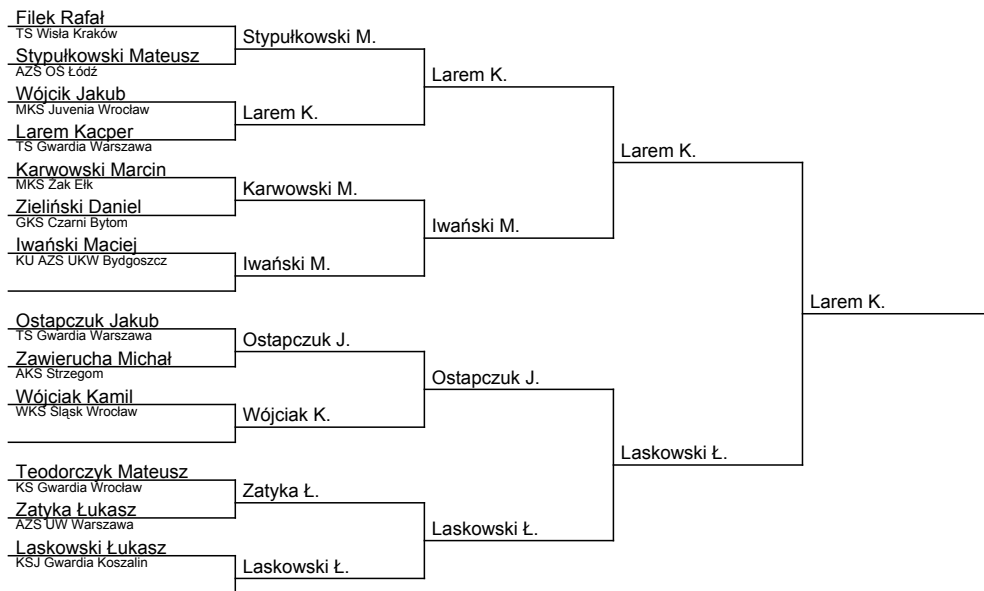 Filek Rafał
TS Wisła Kraków
Stypułkowski M.
Stypułkowski Mateusz
AZS OŚ Łódź
Larem K.
Wójcik Jakub
MKS Juvenia Wrocław
Larem K.
Larem Kacper
TS Gwardia Warszawa
Larem K.
Karwowski Marcin
MKS Żak Ełk
Karwowski M.
Zieliński Daniel
GKS Czarni Bytom
Iwański M.
Iwański Maciej
KU AZS UKW Bydgoszcz
Iwański M.
Larem K.
Ostapczuk Jakub
TS Gwardia Warszawa
Ostapczuk J.
Zawierucha Michał
AKS Strzegom
Ostapczuk J.
Wójciak Kamil
WKS Śląsk Wrocław
Wójciak K.
Laskowski Ł.
Teodorczyk Mateusz
KS Gwardia Wrocław
Zatyka Ł.
Zatyka Łukasz
AZS UW Warszawa
Laskowski Ł.
Laskowski Łukasz
KSJ Gwardia Koszalin
Laskowski Ł.